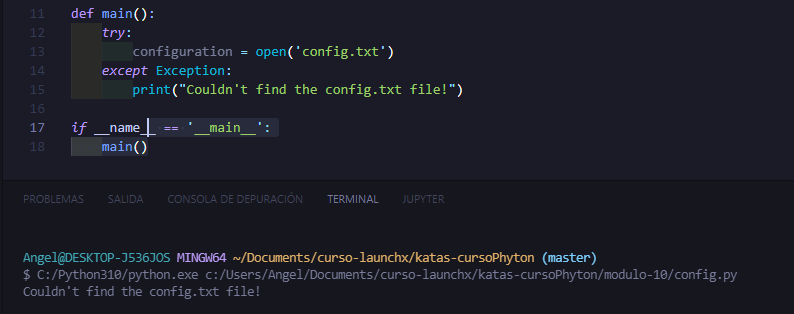 11 def main():
12 try:
13 configuration = open('config.txt')
14 except Exception:
15 print("Couldn't find the config.txt file!")
16
17 if __name__ == '__main__':
18 main()
PROBLEMAS SALIDA CONSOLA DE DEPURACIÓN TERMINAL JUPYTER
Angel@DESKTOP-J536JOS MINGW64 ~/Documents/curso-launchx/katas-cursoPhyton (master)
$ C:/Python310/python.exe c:/Users/Angel/Documents/curso-launchx/katas-cursoPhyton/modulo-10/config.py
Couldn't find the config.txt file!